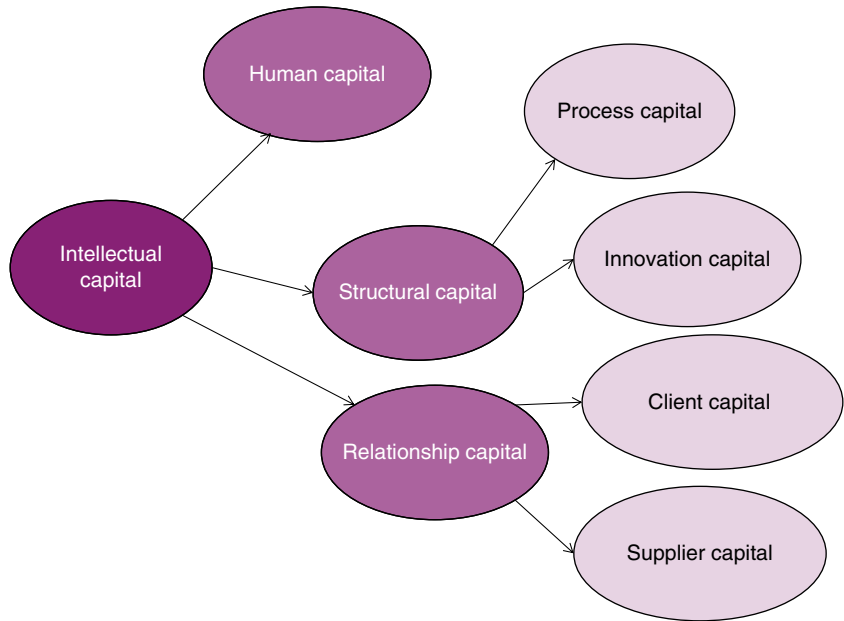 Human capital
Process capital
Intellectual
capital
Structural capital
Innovation capital
Relationship capital
Client capital
Supplier capital